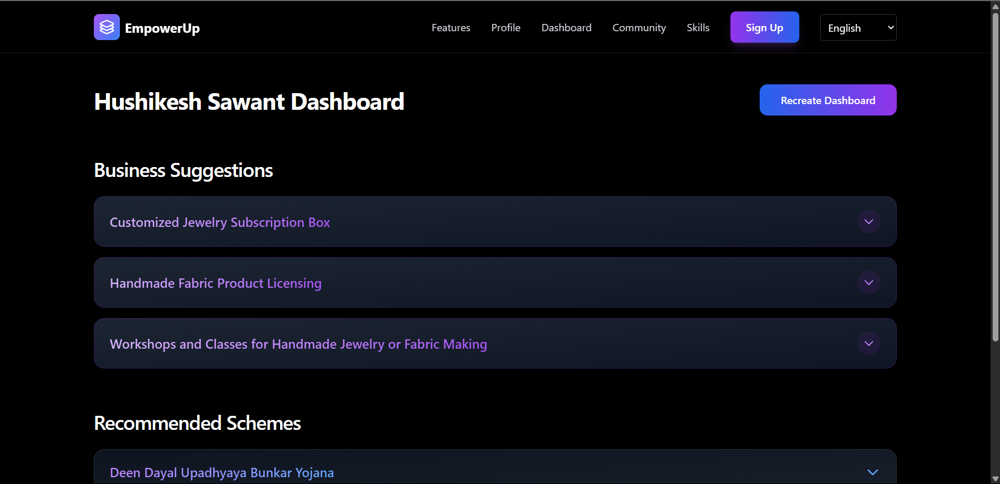 EmpowerUp
Features Profile Dashboard Community Skills Sign Up English
Hushikesh Sawant Dashboard
Recreate Dashboard
Business Suggestions
Customized Jewelry Subscription Box
Handmade Fabric Product Licensing
Workshops and Classes for Handmade Jewelry or Fabric Making
Recommended Schemes
Deen Dayal Upadhyaya Bunkar Yojana